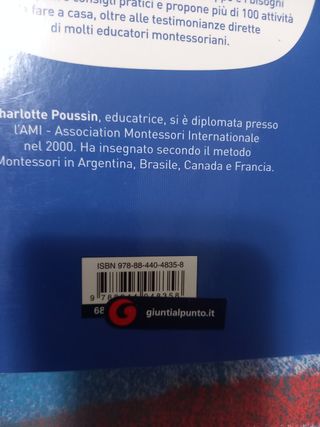 consigli pratici e propone più di 100 attività
fare a casa, oltre alle testimonianze dirette
di molti educatori montessoriani.
harlotte Poussin, educatrice, si è diplomata presso
l'AMI - Association Montessori Internationale
nel 2000. Ha insegnato secondo il metodo
Montessori in Argentina, Brasile, Canada e Francia.
ISBN 978-88-440-4835-8
68
giuntialpunto.it